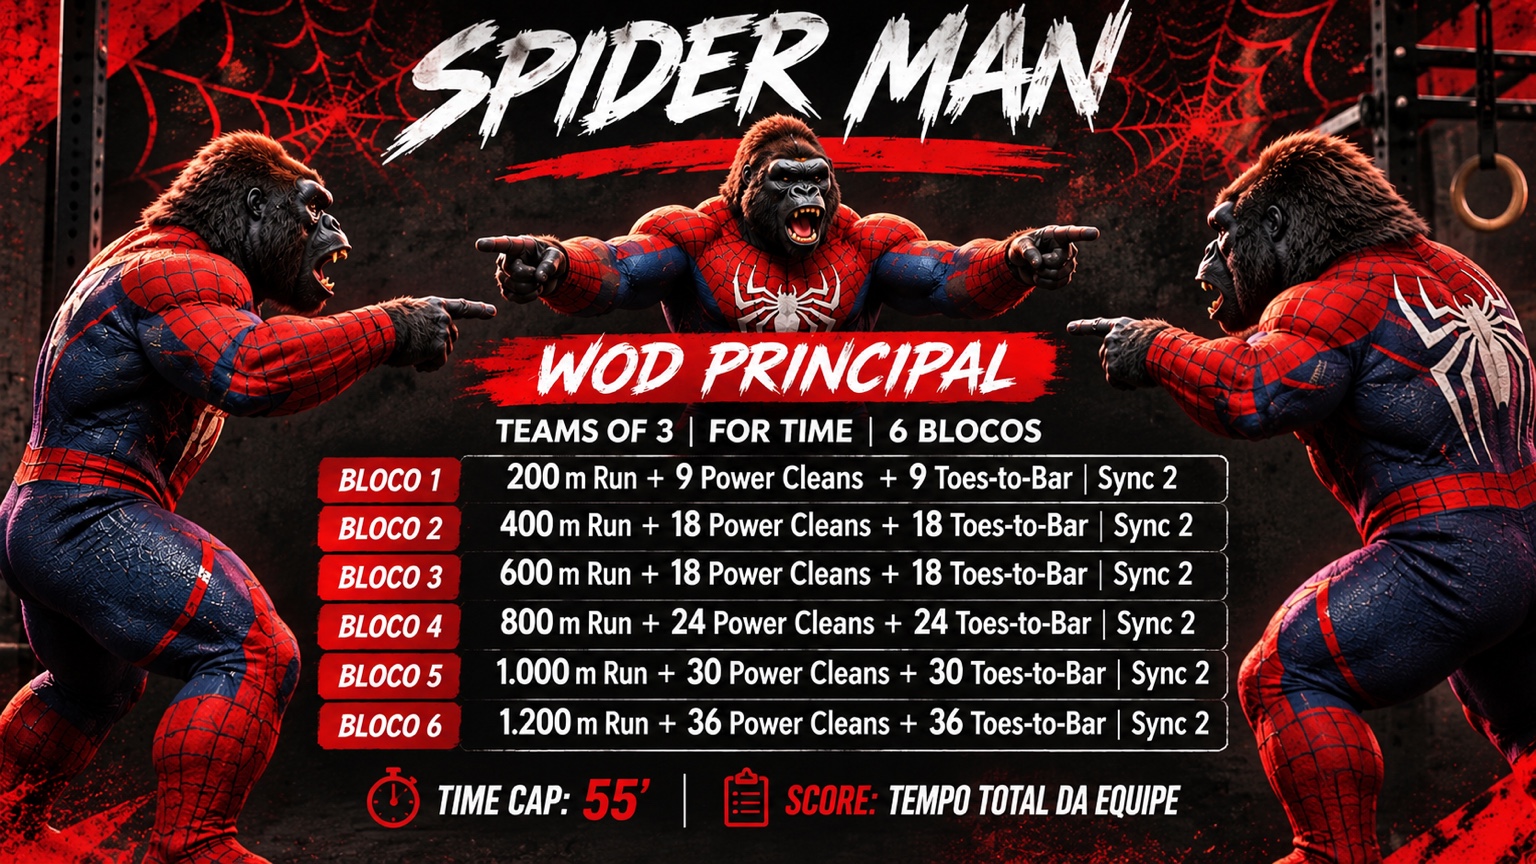 SPIDER MAN
WOD PRINCIPAL
TEAMS OF 3 | FOR TIME | 6 BLOCOS
BLOCO 1 200 m Run + 9 Power Cleans + 9 Toes-to-Bar | Sync 2
BLOCO 2 400 m Run + 18 Power Cleans + 18 Toes-to-Bar | Sync 2
BLOCO 3 600 m Run + 18 Power Cleans + 18 Toes-to-Bar | Sync 2
BLOCO 4 800 m Run + 24 Power Cleans + 24 Toes-to-Bar | Sync 2
BLOCO 5 1.000 m Run + 30 Power Cleans + 30 Toes-to-Bar | Sync 2
BLOCO 6 1.200 m Run + 36 Power Cleans + 36 Toes-to-Bar | Sync 2
TIME CAP: 55' | SCORE: TEMPO TOTAL DA EQUIPE